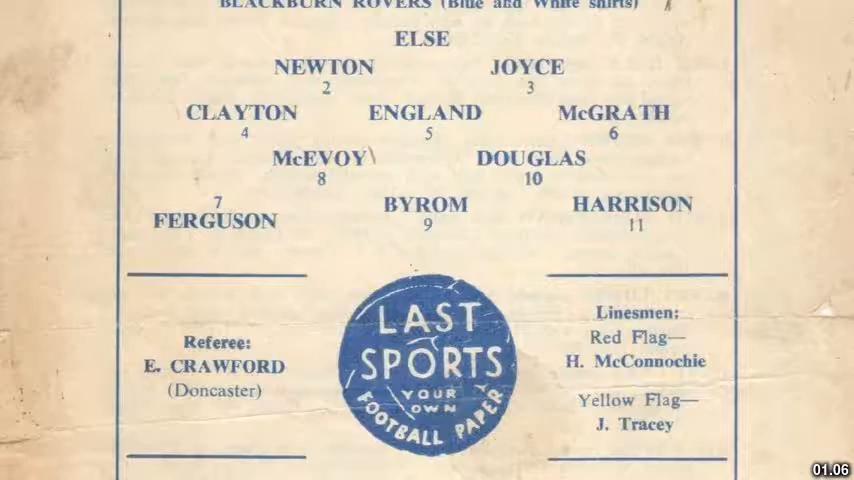 BLACKBURN ROVERS (Blue and White shirts)
ELSE
NEWTON JOYCE
2 3
CLAYTON ENGLAND McGRATH
4 5 6
McEVOY DOUGLAS
8 10
7 BYROM HARRISON
FERGUSON 9 11
Referee:
E. CRAWFORD
(Doncaster)
LAST
SPORTS
YOUR
OWN
FOOTBALL PAPER
Linesmen:
Red Flag—
H. McConnochie
Yellow Flag—
J. Tracey
01.06